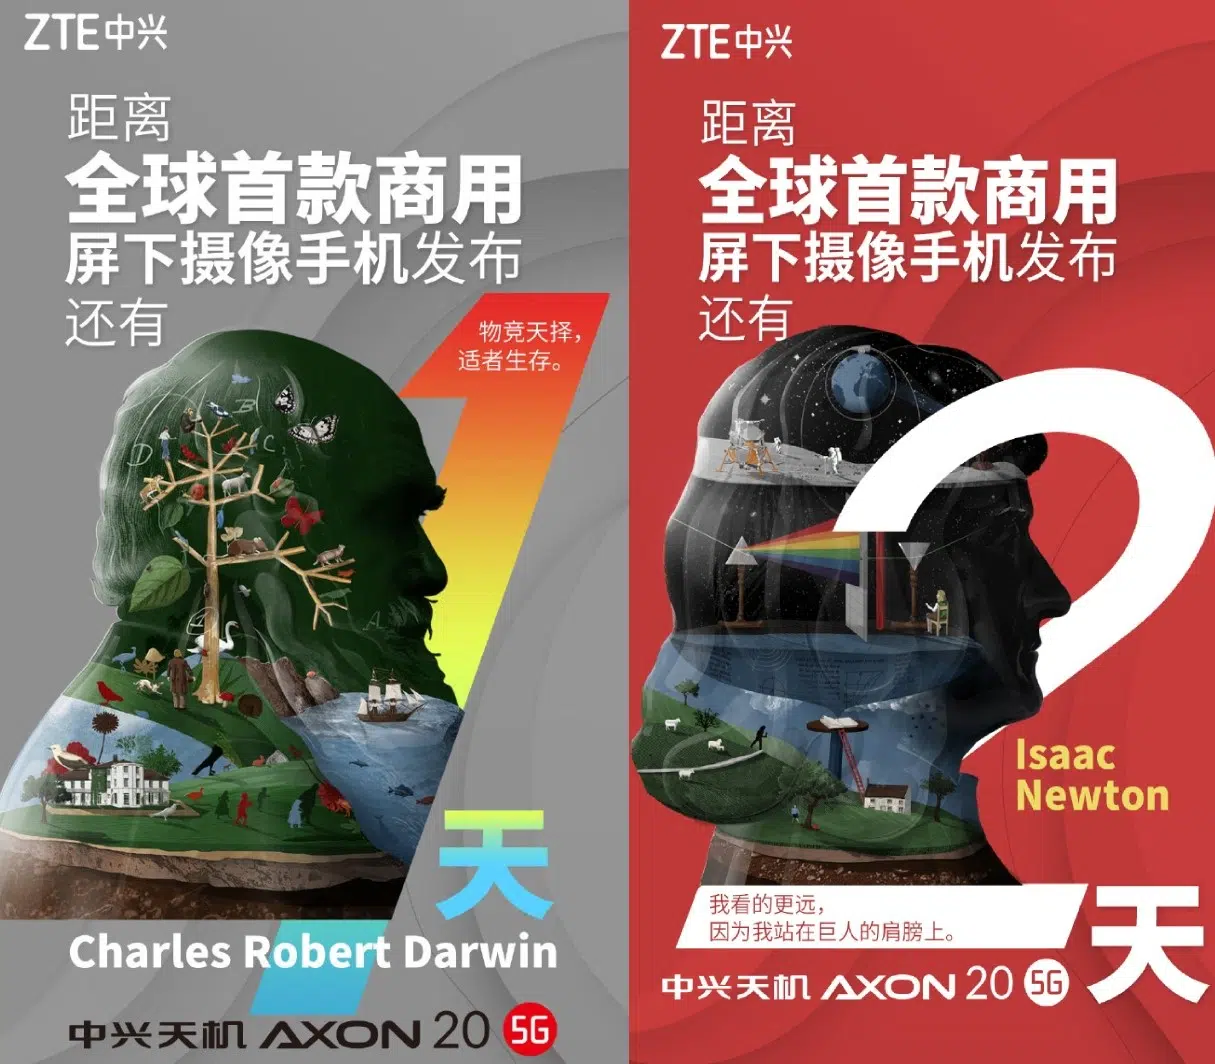 ZTE中兴
距离
全球首款商用
屏下摄像手机发布
还有
物竞天择，
适者生存。
1
天
D
B
C
A
Charles Robert Darwin
中兴天机 AXON 20 5G
ZTE中兴
距离
全球首款商用
屏下摄像手机发布
还有
2
Isaac
Newton
我看的更远，
因为我站在巨人的肩膀上。
天
中兴天机 AXON 20 5G